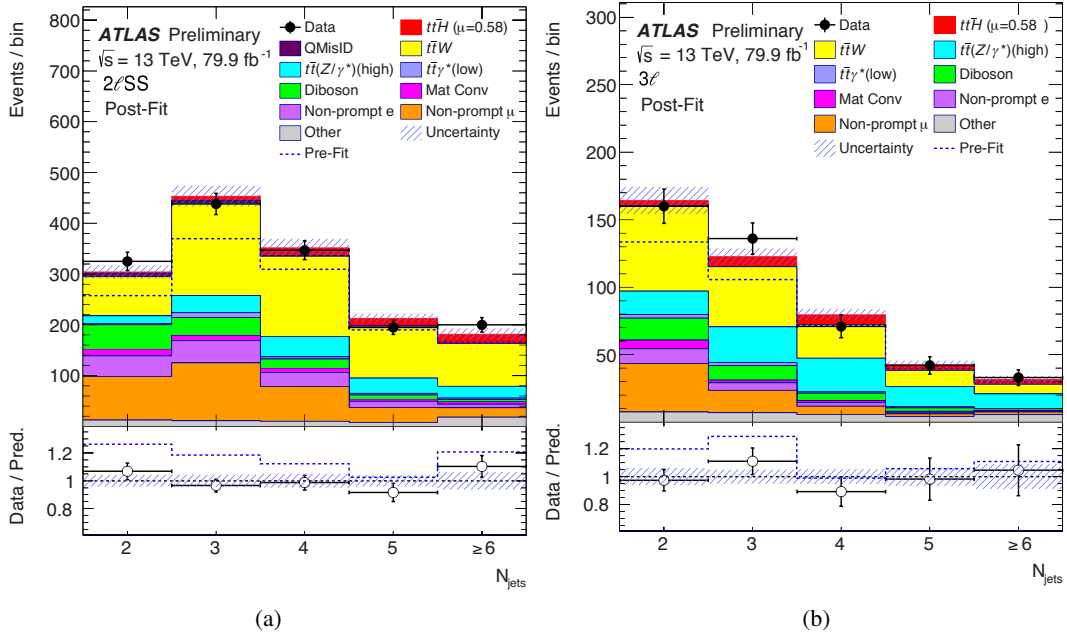 Events / bin
800
700
600
500
400
300
200
100
ATLAS Preliminary
√s = 13 TeV, 79.9 fb⁻¹
2ℓSS
Post-Fit
Data
tt̄H (μ=0.58 )
QMisID
tt̄W
tt̄(Z/γ*)(high)
tt̄γ*(low)
Diboson
Mat Conv
Non-prompt e
Non-prompt μ
Other
Uncertainty
Pre-Fit
Data / Pred.
1.2
1
0.8
2
3
4
5
≥6
N_jets
(a)
Events / bin
300
250
200
150
100
50
ATLAS Preliminary
√s = 13 TeV, 79.9 fb⁻¹
3ℓ
Post-Fit
Data
tt̄H (μ=0.58 )
tt̄W
tt̄(Z/γ*)(high)
tt̄γ*(low)
Diboson
Mat Conv
Non-prompt e
Non-prompt μ
Other
Uncertainty
Pre-Fit
Data / Pred.
1.2
1
0.8
2
3
4
5
≥ 6
N_jets
(b)